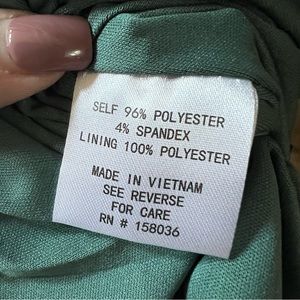 SELF 96% POLYESTER
4% SPANDEX
LINING 100% POLYESTER
MADE IN VIETNAM
SEE REVERSE
FOR CARE
RN # 158036